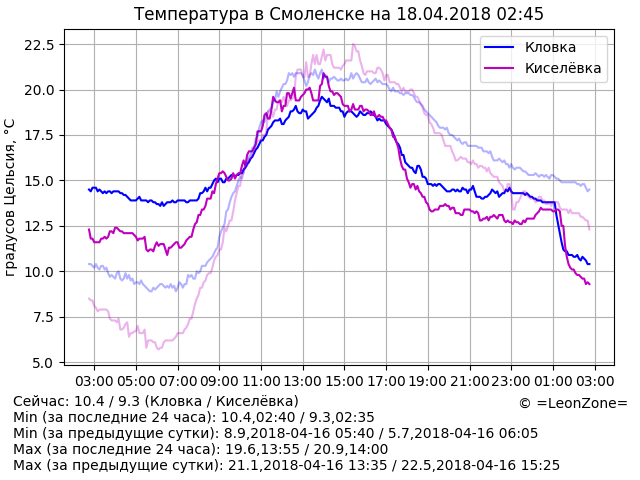 Температура в Смоленске на 18.04.2018 02:45
градусов Цельсия, °C
22.5
20.0
17.5
15.0
12.5
10.0
7.5
5.0
Кловка
Киселёвка
03:00 05:00 07:00 09:00 11:00 13:00 15:00 17:00 19:00 21:00 23:00 01:00 03:00
Сейчас: 10.4 / 9.3 (Кловка / Киселёвка)
© =LeonZone=
Min (за последние 24 часа): 10.4,02:40 / 9.3,02:35
Min (за предыдущие сутки): 8.9,2018-04-16 05:40 / 5.7,2018-04-16 06:05
Max (за последние 24 часа): 19.6,13:55 / 20.9,14:00
Max (за предыдущие сутки): 21.1,2018-04-16 13:35 / 22.5,2018-04-16 15:25